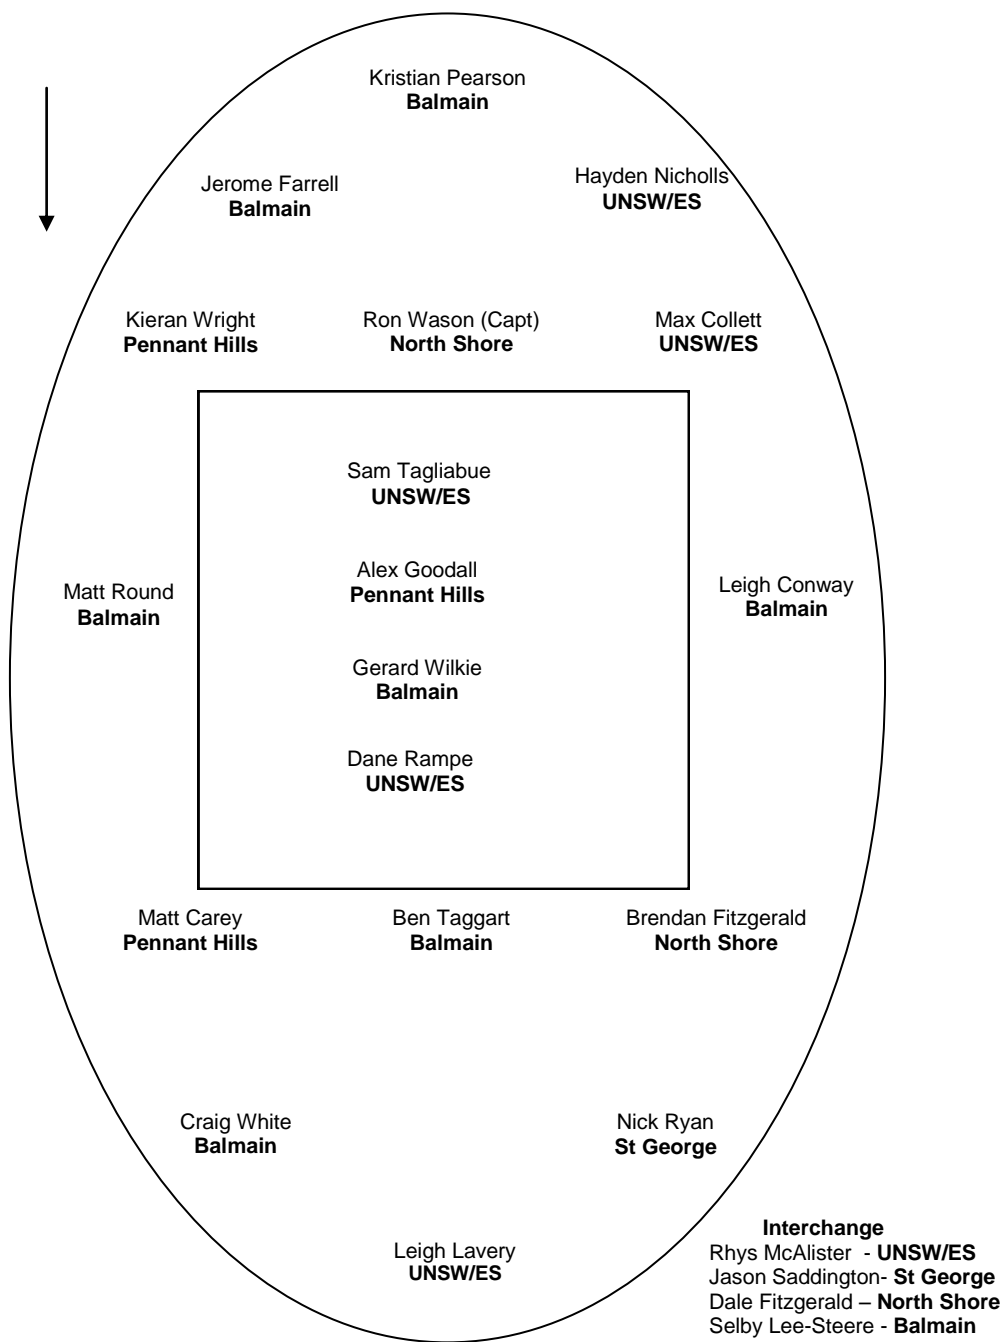 Kristian Pearson
Balmain
Jerome Farrell
Balmain
Hayden Nicholls
UNSW/ES
Kieran Wright
Pennant Hills
Ron Wason (Capt)
North Shore
Max Collett
UNSW/ES
Sam Tagliabue
UNSW/ES
Alex Goodall
Pennant Hills
Matt Round
Balmain
Leigh Conway
Balmain
Gerard Wilkie
Balmain
Dane Rampe
UNSW/ES
Matt Carey
Pennant Hills
Ben Taggart
Balmain
Brendan Fitzgerald
North Shore
Craig White
Balmain
Nick Ryan
St George
Leigh Lavery
UNSW/ES
Interchange
Rhys McAlister - UNSW/ES
Jason Saddington- St George
Dale Fitzgerald – North Shore
Selby Lee-Steere - Balmain